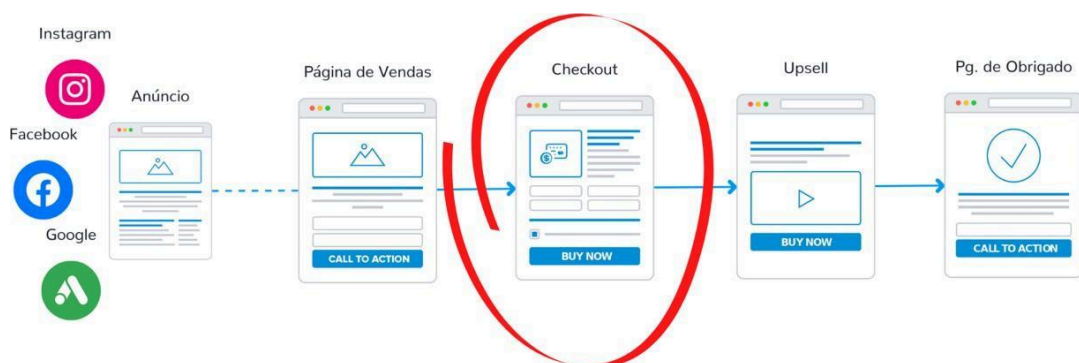 Instagram
Anúncio
Facebook
Google
Página de Vendas
CALL TO ACTION
Checkout
$
BUY NOW
Upsell
BUY NOW
Pg. de Obrigado
CALL TO ACTION